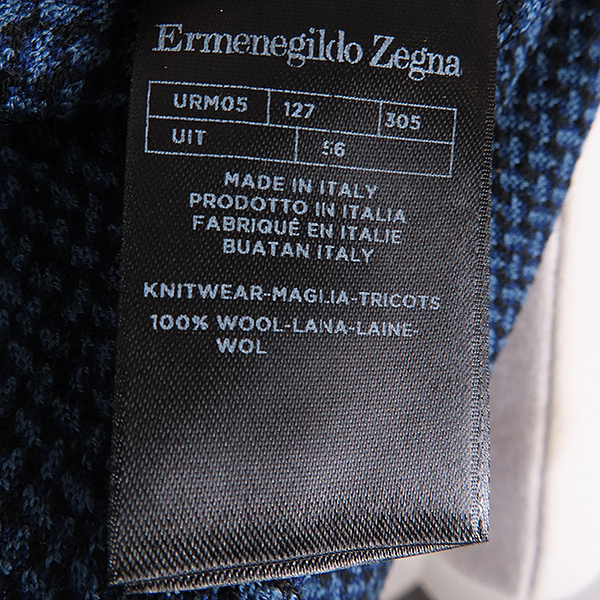 Ermenegildo Zegna
URM05 127 305
UIT 56
MADE IN ITALY
PRODOTTO IN ITALIA
FABRIQUÉ EN ITALIE
BUATAN ITALY
KNITWEAR-MAGLIA-TRICOTS
100% WOOL-LANA-LAINE-
WOL